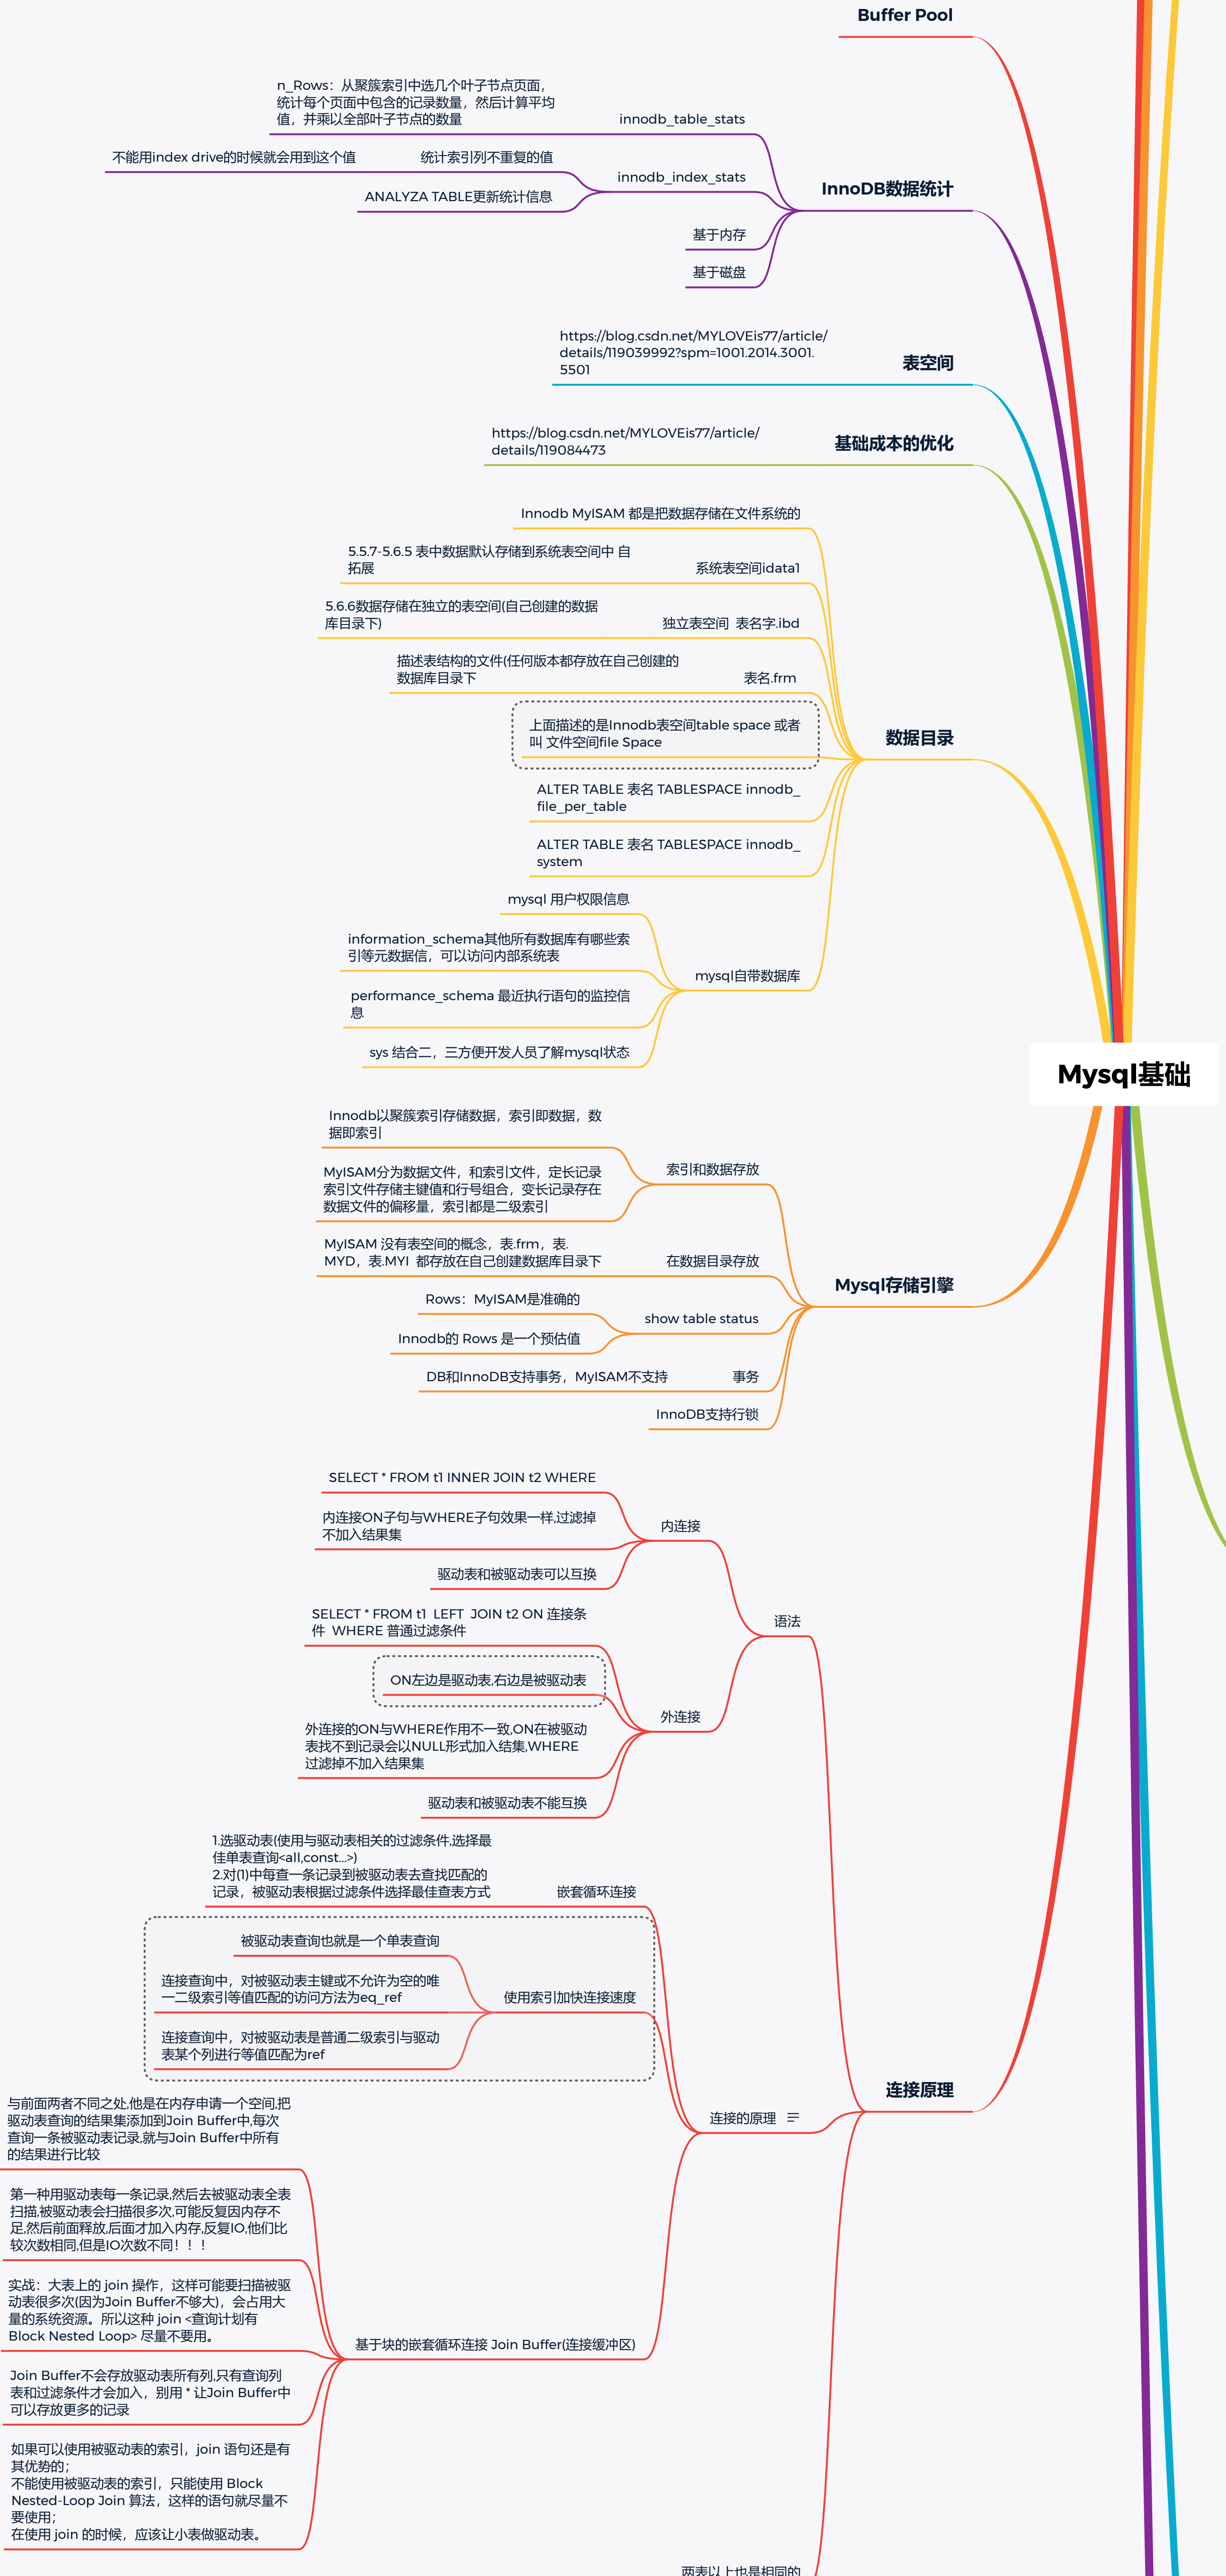 Buffer Pool
n_Rows：从聚簇索引中选几个叶子节点页面，
统计每个页面中包含的记录数量，然后计算平均
值，并乘以全部叶子节点的数量
innodb_table_stats
不能用index drive的时候就会用到这个值
统计索引列不重复的值
ANALYZA TABLE更新统计信息
innodb_index_stats
基于内存
基于磁盘
InnoDB数据统计
https://blog.csdn.net/MYLOVEis77/article/
details/119039992?spm=1001.2014.3001.
5501
表空间
https://blog.csdn.net/MYLOVEis77/article/
details/119084473
基础成本的优化
Innodb MyISAM 都是把数据存储在文件系统的
5.5.7-5.6.5 表中数据默认存储到系统表空间中 自
拓展
系统表空间idata1
5.6.6数据存储在独立的表空间(自己创建的数据
库目录下)
独立表空间  表名字.ibd
描述表结构的文件(任何版本都存放在自己创建的
数据库目录下
表名.frm
上面描述的是Innodb表空间table space 或者
叫 文件空间file Space
ALTER TABLE 表名 TABLESPACE innodb_
file_per_table
ALTER TABLE 表名 TABLESPACE innodb_
system
mysql 用户权限信息
information_schema其他所有数据库有哪些索
引等元数据信，可以访问内部系统表
performance_schema 最近执行语句的监控信
息
sys 结合二，三方便开发人员了解mysql状态
mysql自带数据库
数据目录
Mysql基础
Innodb以聚簇索引存储数据，索引即数据，数
据即索引
MyISAM分为数据文件，和索引文件，定长记录
索引文件存储主键值和行号组合，变长记录存在
数据文件的偏移量，索引都是二级索引
索引和数据存放
MyISAM 没有表空间的概念，表.frm，表.
MYD，表.MYI  都存放在自己创建数据库目录下
在数据目录存放
Rows：MyISAM是准确的
Innodb的 Rows 是一个预估值
show table status
DB和InnoDB支持事务，MyISAM不支持
事务
InnoDB支持行锁
Mysql存储引擎
SELECT * FROM t1 INNER JOIN t2 WHERE
内连接ON子句与WHERE子句效果一样,过滤掉
不加入结果集
驱动表和被驱动表可以互换
内连接
SELECT * FROM t1  LEFT  JOIN t2 ON 连接条
件  WHERE 普通过滤条件
ON左边是驱动表,右边是被驱动表
外连接的ON与WHERE作用不一致,ON在被驱动
表找不到记录会以NULL形式加入结集,WHERE
过滤掉不加入结果集
驱动表和被驱动表不能互换
外连接
语法
1.选驱动表(使用与驱动表相关的过滤条件,选择最
佳单表查询<all,const...>)
2.对(1)中每查一条记录到被驱动表去查找匹配的
记录，被驱动表根据过滤条件选择最佳查表方式
嵌套循环连接
被驱动表查询也就是一个单表查询
连接查询中，对被驱动表主键或不允许为空的唯
一二级索引等值匹配的访问方法为eq_ref
连接查询中，对被驱动表是普通二级索引与驱动
表某个列进行等值匹配为ref
使用索引加快连接速度
与前面两者不同之处,他是在内存申请一个空间,把
驱动表查询的结果集添加到Join Buffer中,每次
查询一条被驱动表记录,就与Join Buffer中所有
的结果进行比较
第一种用驱动表每一条记录,然后去被驱动表全表
扫描,被驱动表会扫描很多次,可能反复因内存不
足,然后前面释放,后面才加入内存,反复IO,他们比
较次数相同,但是IO次数不同！！！
实战：大表上的 join 操作，这样可能要扫描被驱
动表很多次(因为Join Buffer不够大)，会占用大
量的系统资源。所以这种 join <查询计划有
Block Nested Loop> 尽量不要用。
Join Buffer不会存放驱动表所有列,只有查询列
表和过滤条件才会加入，别用 * 让Join Buffer中
可以存放更多的记录
如果可以使用被驱动表的索引，join 语句还是有
其优势的；
不能使用被驱动表的索引，只能使用 Block
Nested-Loop Join 算法，这样的语句就尽量不
要使用；
在使用 join 的时候，应该让小表做驱动表。
基于块的嵌套循环连接 Join Buffer(连接缓冲区)
连接的原理
连接原理
两表以上也是相同的